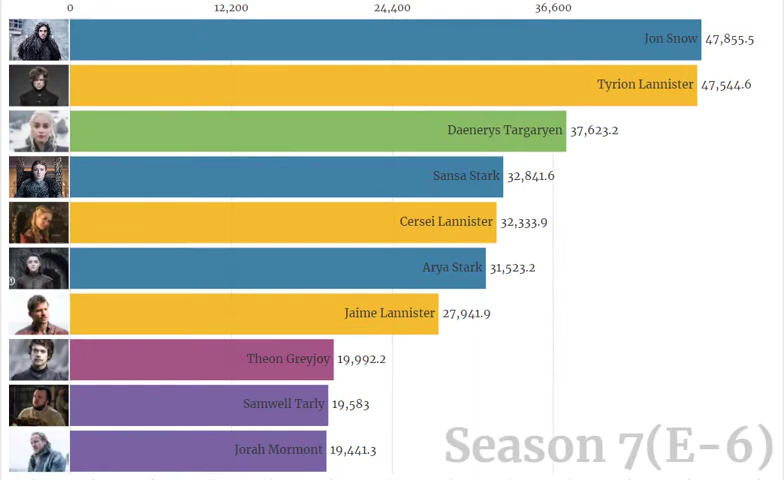 0 12,200 24,400 36,600
Jon Snow 47,855.5
Tyrion Lannister 47,544.6
Daenerys Targaryen 37,623.2
Sansa Stark 32,841.6
Cersei Lannister 32,333.9
Arya Stark 31,523.2
Jaime Lannister 27,941.9
Theon Greyjoy 19,992.2
Samwell Tarly 19,583
Jorah Mormont 19,441.3
Season 7(E-6)